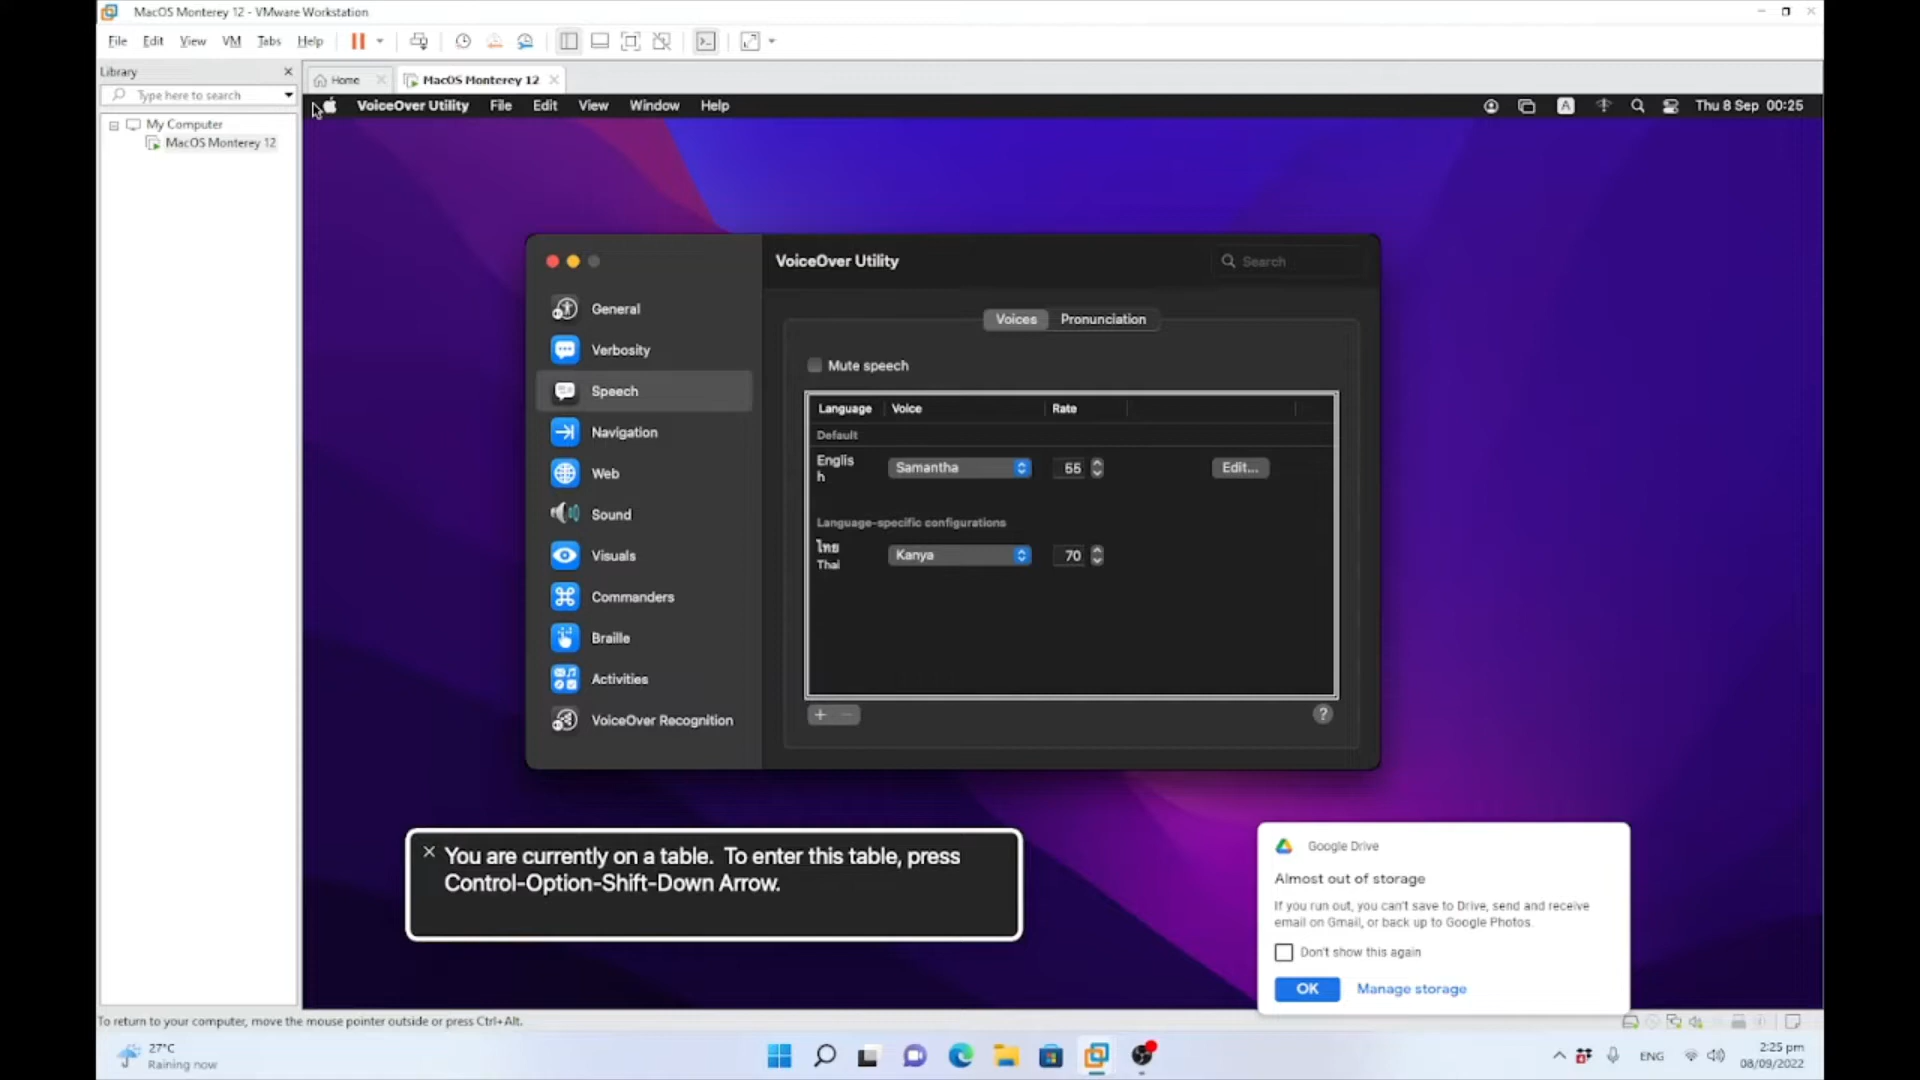 MacOS Monterey 12 - VMware Workstation
File Edit View VM Tabs Help
Library
Home
MacOS Monterey 12
Type here to search
VoiceOver Utility File Edit View Window Help
A
Thu 8 Sep 00:25
My Computer
MacOS Monterey 12
VoiceOver Utility
Search
General
Verbosity
Speech
Navigation
Web
Sound
Visuals
Commanders
Braille
Activities
VoiceOver Recognition
Voices Pronunciation
Mute speech
Language Voice Rate
Default
Englis
h
Samantha 55 Edit...
Language-specific configurations
ไทย
Thai
Kanya 70
+ −
?
You are currently on a table. To enter this table, press
Control-Option-Shift-Down Arrow.
Google Drive
Almost out of storage
If you run out, you can't save to Drive, send and receive
email on Gmail, or back up to Google Photos.
Don't show this again
OK Manage storage
To return to your computer, move the mouse pointer outside or press Ctrl+Alt.
27°C
Raining now
ENG
2:25 pm
08/09/2022